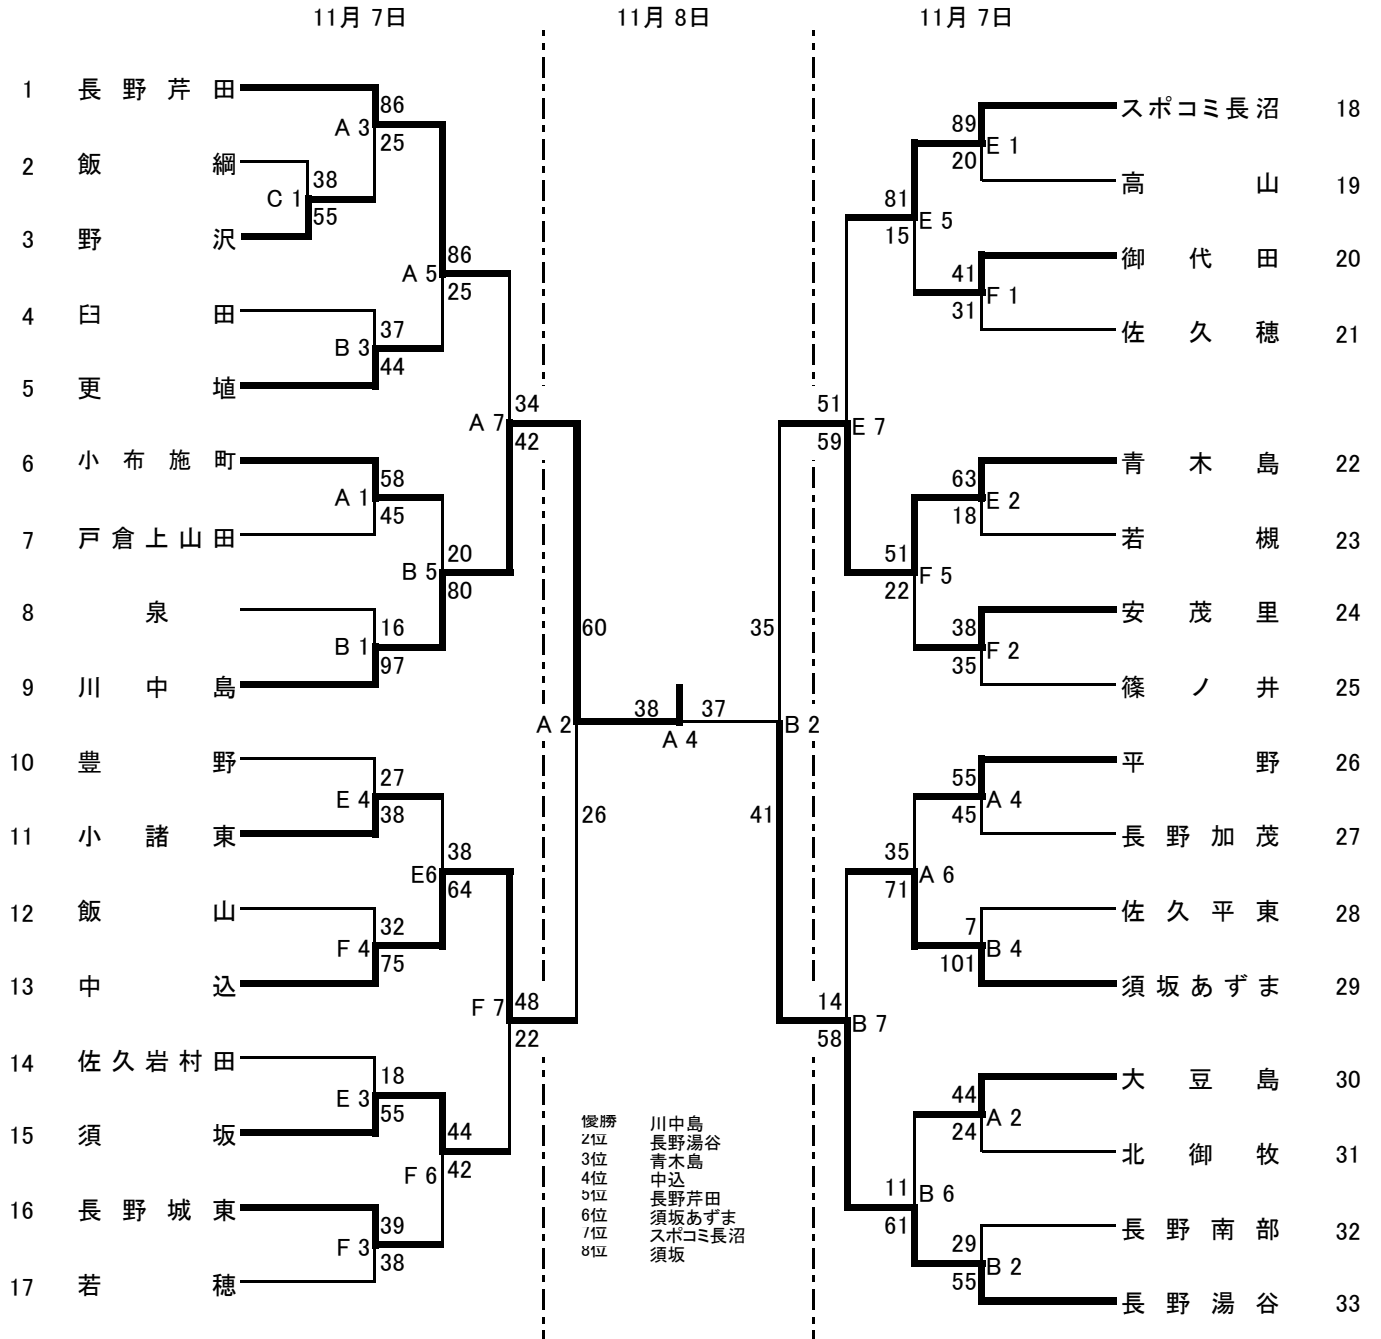 11月 7日 11月 8日 11月 7日
1 長野芹田
86
A 3
25
2 飯綱
38
C 1
55
3 野沢
86
A 5
25
4 臼田
37
B 3
44
5 更埴
34
A 7
42
6 小布施町
58
A 1
45
7 戸倉上山田
20
B 5
80
8 泉
16
B 1
97
9 川中島
60
A 2
26
10 豊野
27
E 4
38
11 小諸東
38
E6
64
12 飯山
32
F 4
75
13 中込
48
F 7
22
14 佐久岩村田
18
E 3
55
15 須坂
44
F 6
42
16 長野城東
39
F 3
38
17 若穂
38 37
A 4
35
B 2
41
スポコミ長沼 18
89
E 1
20
高山 19
81
E 5
15
御代田 20
41
F 1
31
佐久穂 21
51
E 7
59
青木島 22
63
E 2
18
若槻 23
51
F 5
22
安茂里 24
38
F 2
35
篠ノ井 25
平野 26
55
A 4
45
長野加茂 27
35
A 6
71
佐久平東 28
7
B 4
101
須坂あずま 29
14
B 7
58
大豆島 30
44
A 2
24
北御牧 31
11
B 6
61
長野南部 32
29
B 2
55
長野湯谷 33
優勝 川中島
2位 長野湯谷
3位 青木島
4位 中込
5位 長野芹田
6位 須坂あずま
7位 スポコミ長沼
8位 須坂